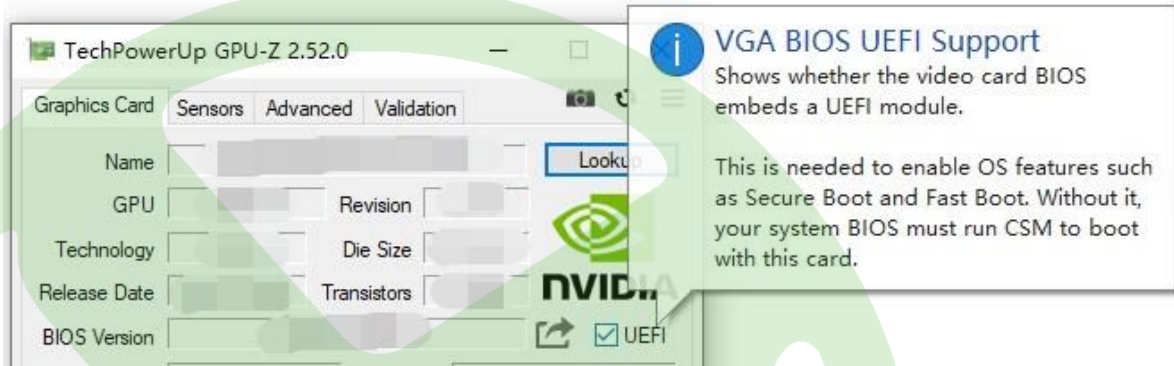 TechPowerUp GPU-Z 2.52.0
Graphics Card Sensors Advanced Validation
Name Lookup
GPU Revision
Technology Die Size
Release Date Transistors
NVIDIA
BIOS Version UEFI
VGA BIOS UEFI Support
Shows whether the video card BIOS
embeds a UEFI module.
This is needed to enable OS features such
as Secure Boot and Fast Boot. Without it,
your system BIOS must run CSM to boot
with this card.